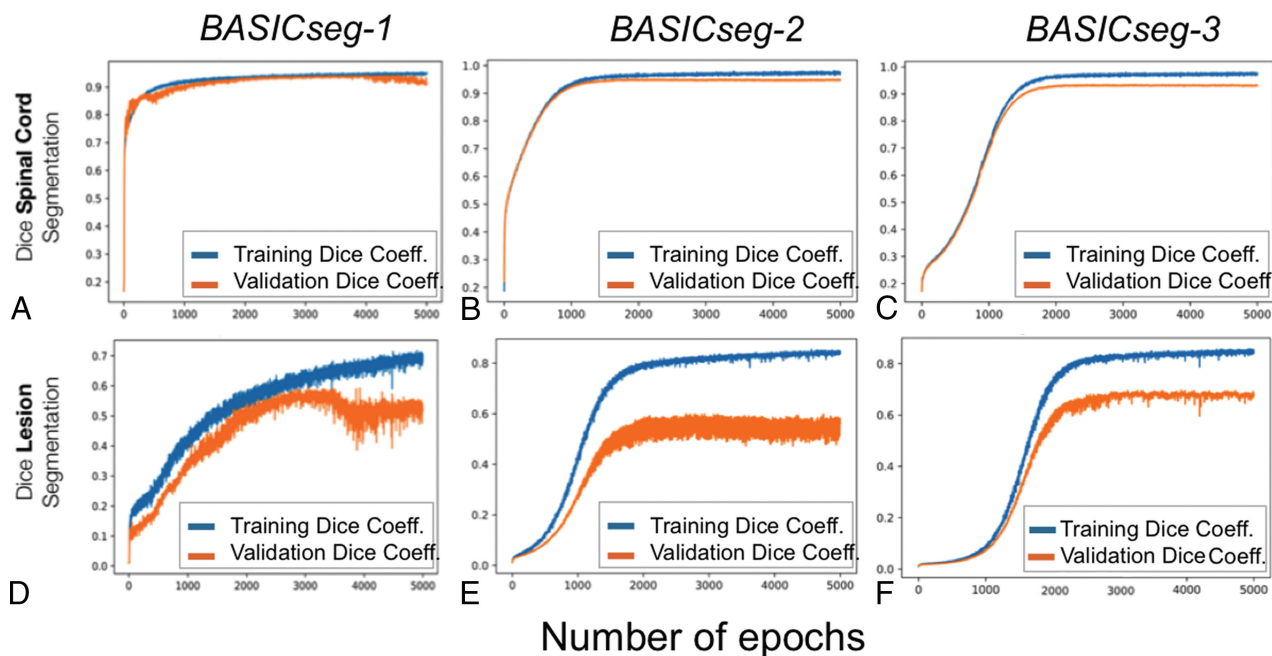 BASICseg-1 BASICseg-2 BASICseg-3
Dice Spinal Cord
Segmentation
0.9
0.8
0.7
0.6
0.5
0.4
0.3
0.2
Training Dice Coeff.
Validation Dice Coeff.
0 1000 2000 3000 4000 5000
A
1.0
0.9
0.8
0.7
0.6
0.5
0.4
0.3
0.2
Training Dice Coeff.
Validation Dice Coeff.
0 1000 2000 3000 4000 5000
B
1.0
0.9
0.8
0.7
0.6
0.5
0.4
0.3
0.2
Training Dice Coeff.
Validation Dice Coeff
0 1000 2000 3000 4000 5000
C
Dice Lesion
Segmentation
0.7
0.6
0.5
0.4
0.3
0.2
0.1
0.0
Training Dice Coeff.
Validation Dice Coeff.
0 1000 2000 3000 4000 5000
D
0.8
0.6
0.4
0.2
0.0
Training Dice Coeff.
Validation Dice Coeff.
0 1000 2000 3000 4000 5000
E
0.8
0.6
0.4
0.2
0.0
Training Dice Coeff.
Validation Dice Coeff.
0 1000 2000 3000 4000 5000
F
Number of epochs